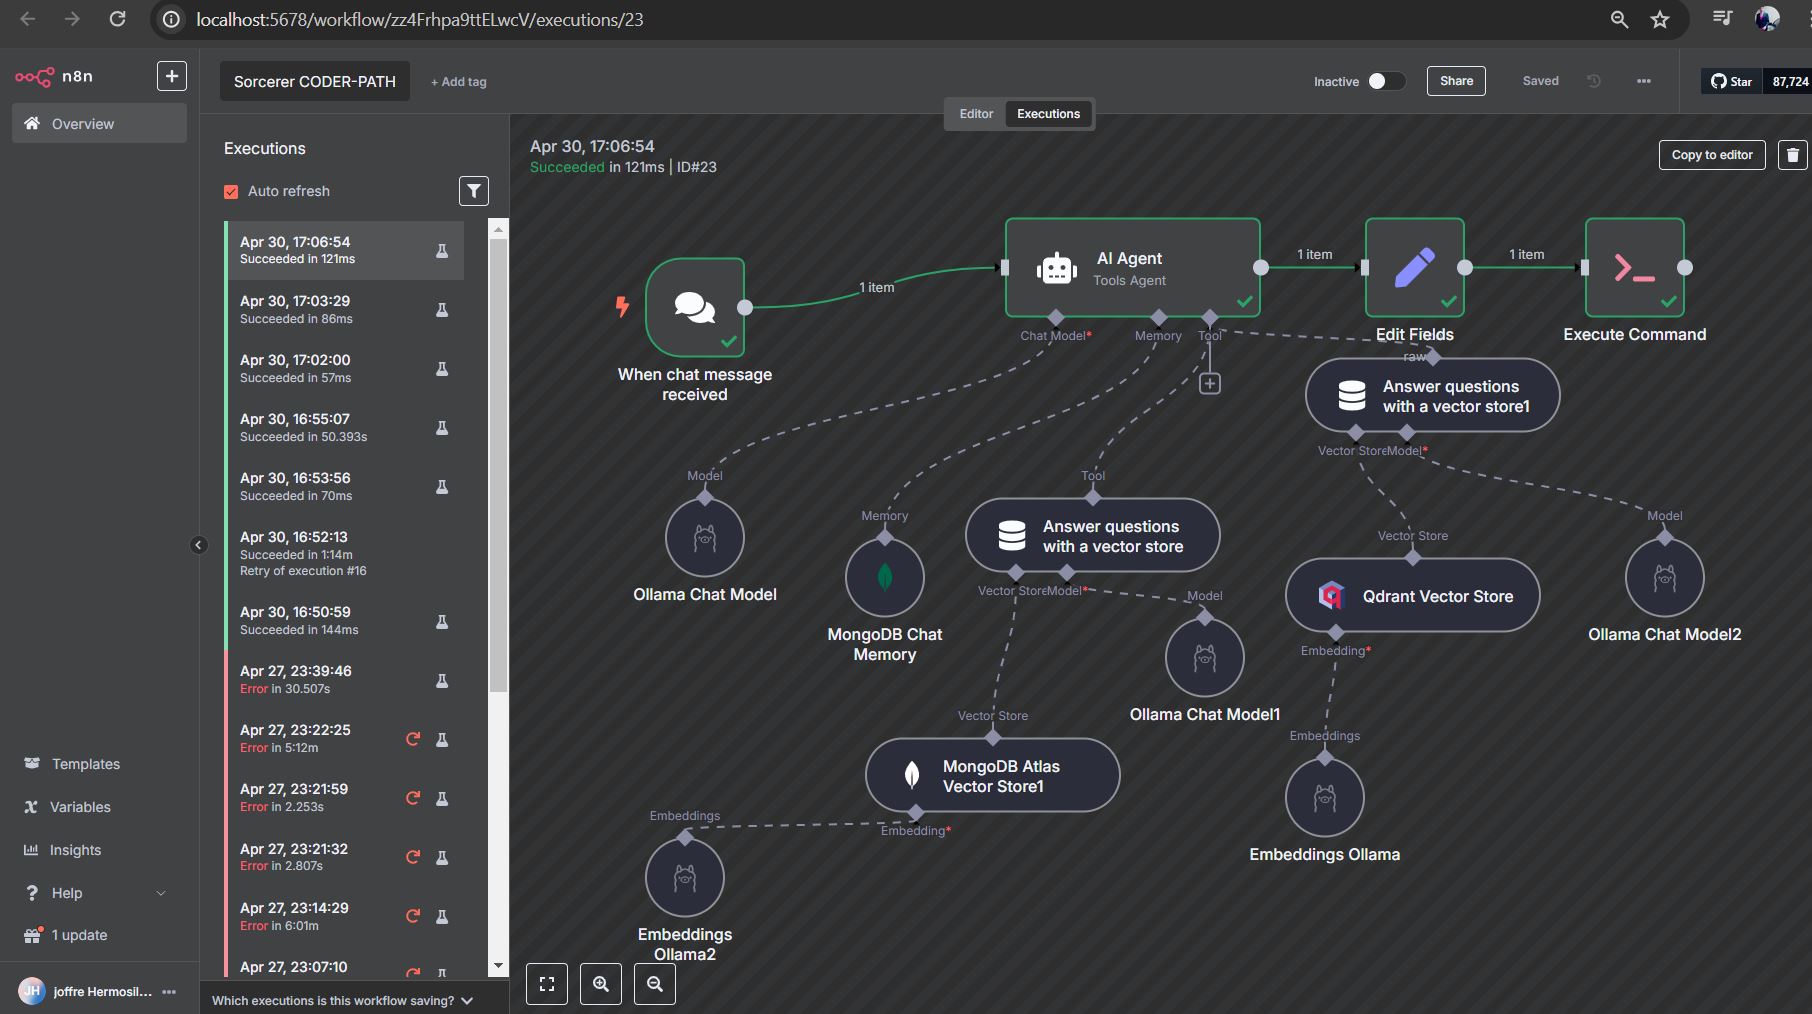 localhost:5678/workflow/zz4Frhpa9ttELwcV/executions/23
n8n
Overview
Templates
Variables
Insights
Help
1 update
JH
joffre Hermosil...
Sorcerer CODER-PATH
+ Add tag
Inactive
Share
Saved
Star
87,724
Editor
Executions
Executions
Auto refresh
Apr 30, 17:06:54
Succeeded in 121ms
Apr 30, 17:03:29
Succeeded in 86ms
Apr 30, 17:02:00
Succeeded in 57ms
Apr 30, 16:55:07
Succeeded in 50.393s
Apr 30, 16:53:56
Succeeded in 70ms
Apr 30, 16:52:13
Succeeded in 1:14m
Retry of execution #16
Apr 30, 16:50:59
Succeeded in 144ms
Apr 27, 23:39:46
Error in 30.507s
Apr 27, 23:22:25
Error in 5:12m
Apr 27, 23:21:59
Error in 2.253s
Apr 27, 23:21:32
Error in 2.807s
Apr 27, 23:14:29
Error in 6:01m
Apr 27, 23:07:10
Which executions is this workflow saving?
Apr 30, 17:06:54
Succeeded in 121ms | ID#23
Copy to editor
When chat message
received
1 item
AI Agent
Tools Agent
Chat Model*
Memory
Tool
1 item
Edit Fields
raw
1 item
Execute Command
Answer questions
with a vector store1
Vector Store
Model*
Model
Ollama Chat Model
Memory
MongoDB Chat
Memory
Tool
Answer questions
with a vector store
Vector Store
Model*
Model
Ollama Chat Model1
Vector Store
Qdrant Vector Store
Embedding*
Model
Ollama Chat Model2
Vector Store
MongoDB Atlas
Vector Store1
Embedding*
Embeddings
Embeddings Ollama
Embeddings
Embeddings
Ollama2